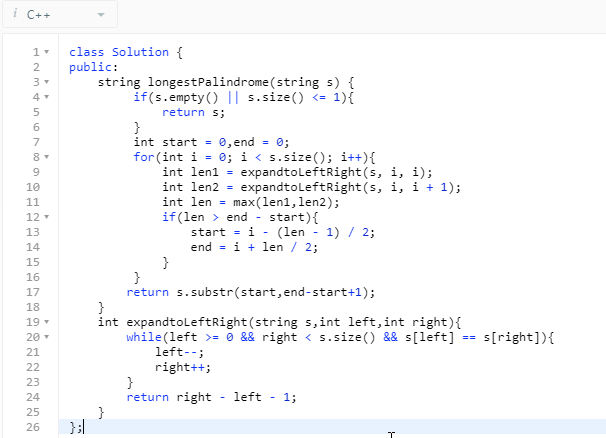 i C++
1 class Solution {
2 public:
3     string longestPalindrome(string s) {
4          if(s.empty() || s.size() <= 1){
5              return s;
6          }
7          int start = 0,end = 0;
8          for(int i = 0; i < s.size(); i++){
9              int len1 = expandtoLeftRight(s, i, i);
10              int len2 = expandtoLeftRight(s, i, i + 1);
11              int len = max(len1,len2);
12              if(len > end - start){
13                  start = i - (len - 1) / 2;
14                  end = i + len / 2;
15              }
16          }
17         return s.substr(start,end-start+1);
18     }
19     int expandtoLeftRight(string s,int left,int right){
20         while(left >= 0 && right < s.size() && s[left] == s[right]){
21             left--;
22             right++;
23         }
24         return right - left - 1;
25     }
26 };